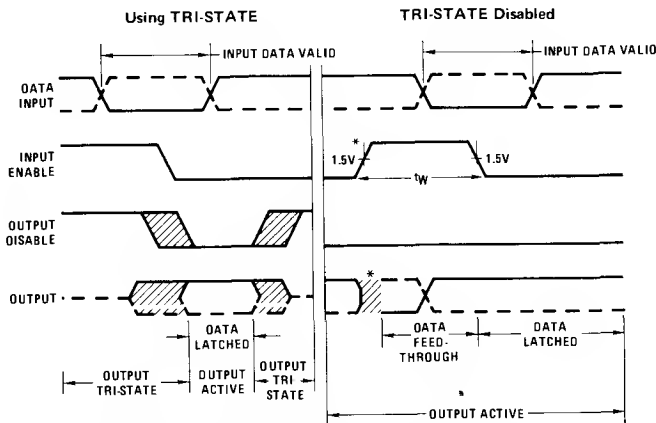 Using TRI-STATE
TRI-STATE Disabled
INPUT DATA VALID
INPUT DATA VALID
OATA
INPUT
INPUT
ENABLE
*
1.5V
1.5V
tW
OUTPUT
OISABLE
OUTPUT
*
DATA
LATCHED
DATA
FEED-
THROUGH
DATA
LATCHED
OUTPUT
TRI-STATE
OUTPUT
ACTIVE
OUTPUT
TRI
STATE
OUTPUT ACTIVE